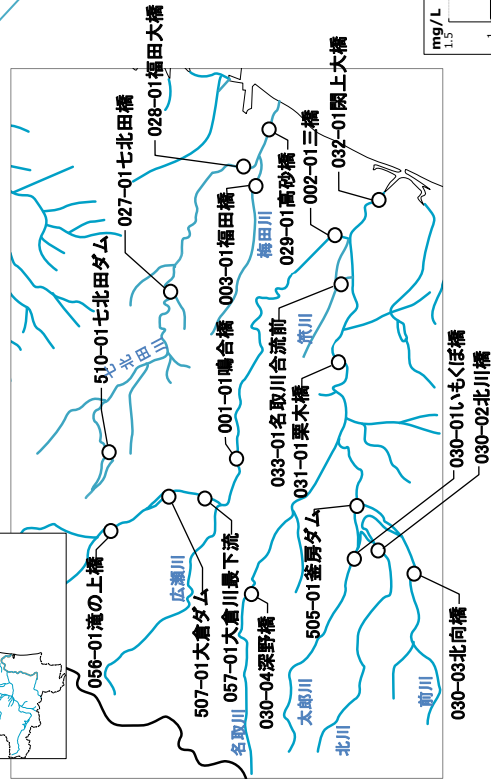 mg/L
1.5
1
028-01福田大橋
027-01七北田橋
510-01七北田ダム
七北田川
003-01福田橋
梅田川
029-01高砂橋
002-01三橋
032-01閖上大橋
001-01鳴合橋
033-01名取川合流前
笊川
031-01栗木橋
056-01滝の上橋
広瀬川
507-01大倉ダム
057-01大倉川最下流
030-04深野橋
名取川
505-01釜房ダム
030-01いもくぼ橋
030-02北川橋
太郎川
北川
前川
030-03北向橋